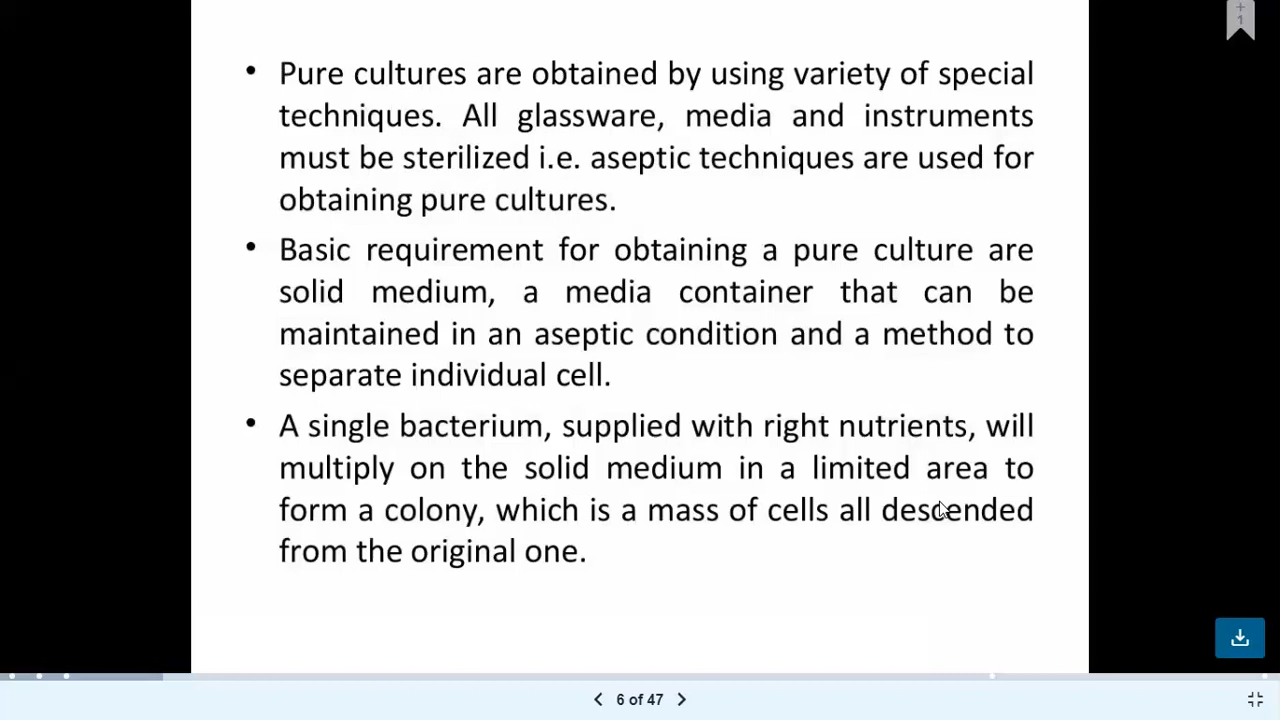 +
1
• Pure cultures are obtained by using variety of special
techniques. All glassware, media and instruments
must be sterilized i.e. aseptic techniques are used for
obtaining pure cultures.
• Basic requirement for obtaining a pure culture are
solid medium, a media container that can be
maintained in an aseptic condition and a method to
separate individual cell.
• A single bacterium, supplied with right nutrients, will
multiply on the solid medium in a limited area to
form a colony, which is a mass of cells all descended
from the original one.
6 of 47